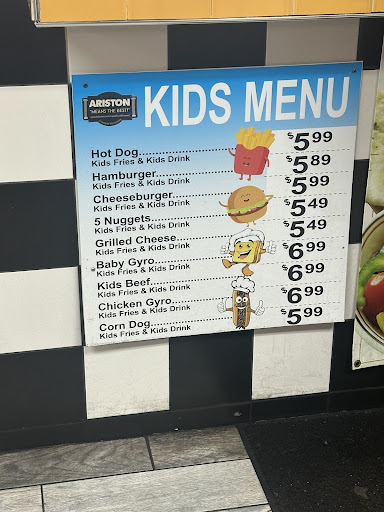 ARISTON
"MEANS THE BEST!"
KIDS MENU
Hot Dog........ $5.99
Kids Fries & Kids Drink
Hamburger........ $5.89
Kids Fries & Kids Drink
Cheeseburger........ $5.99
Kids Fries & Kids Drink
5 Nuggets........ $5.49
Kids Fries & Kids Drink
Grilled Cheese........ $5.49
Kids Fries & Kids Drink
Baby Gyro........ $6.99
Kids Fries & Kids Drink
Kids Beef........ $6.99
Kids Fries & Kids Drink
Chicken Gyro........ $6.99
Kids Fries & Kids Drink
Corn Dog........ $5.99
Kids Fries & Kids Drink